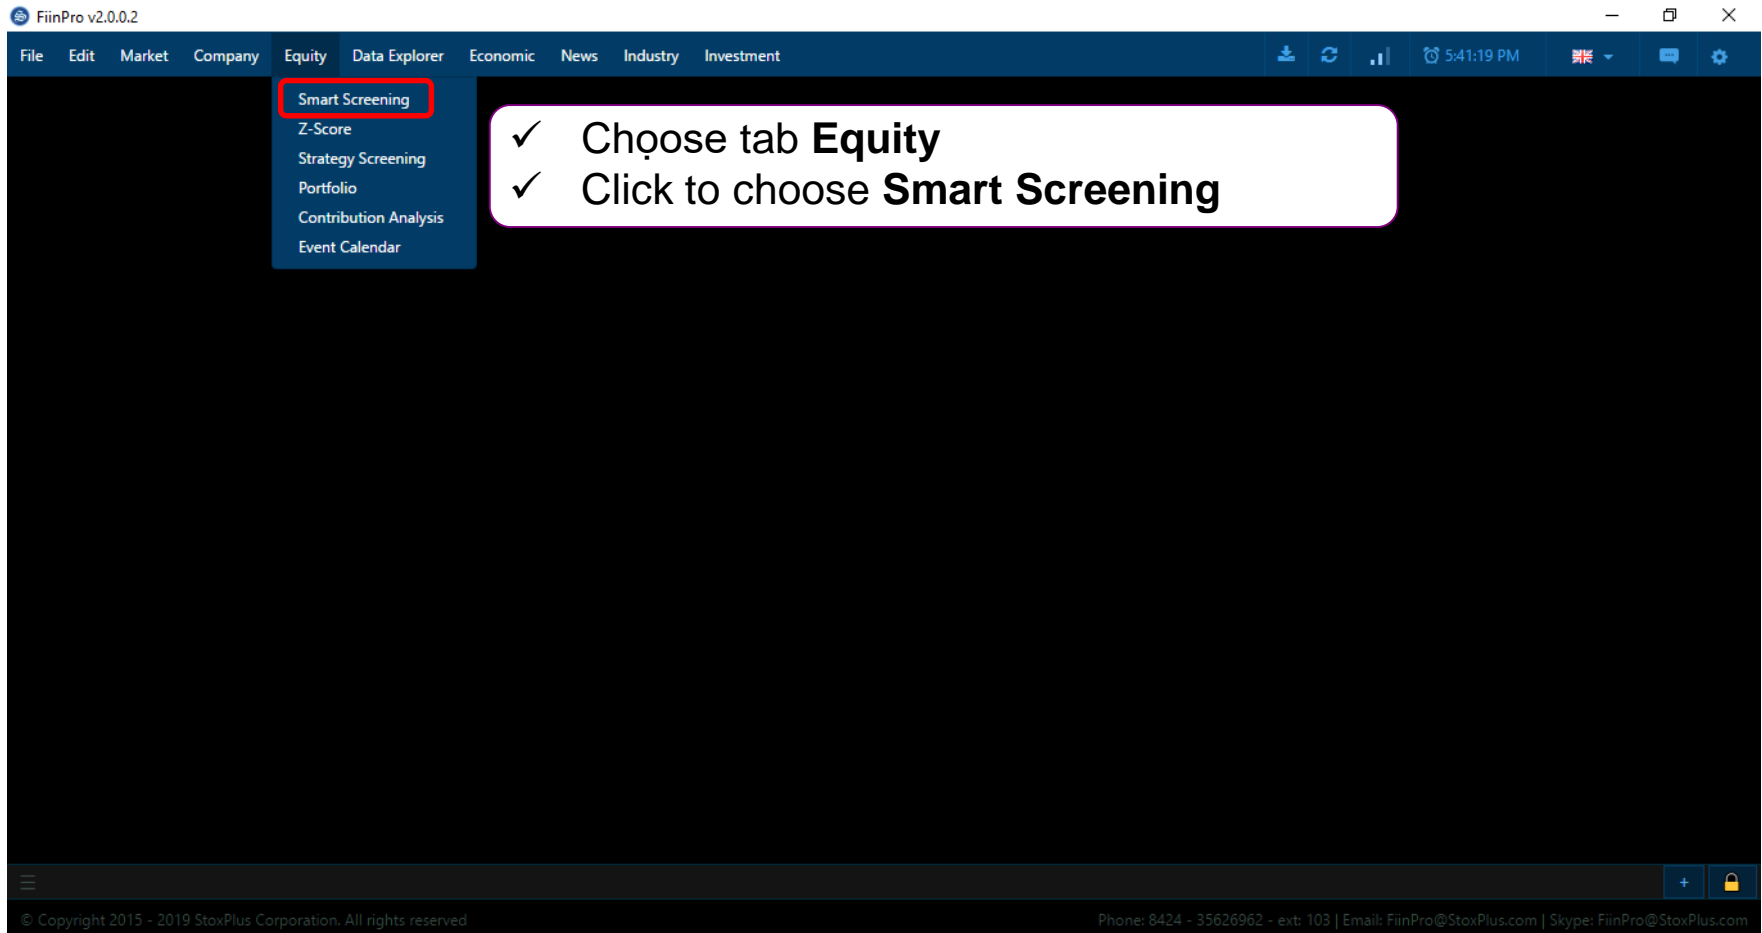 FiinPro v2.0.0.2
File Edit Market Company Equity Data Explorer Economic News Industry Investment 5:41:19 PM
Smart Screening
Z-Score
Strategy Screening
Portfolio
Contribution Analysis
Event Calendar
✓ Chọose tab Equity
✓ Click to choose Smart Screening
© Copyright 2015 - 2019 StoxPlus Corporation. All rights reserved
Phone: 8424 - 35626962 - ext: 103 | Email: FiinPro@StoxPlus.com | Skype: FiinPro@StoxPlus.com